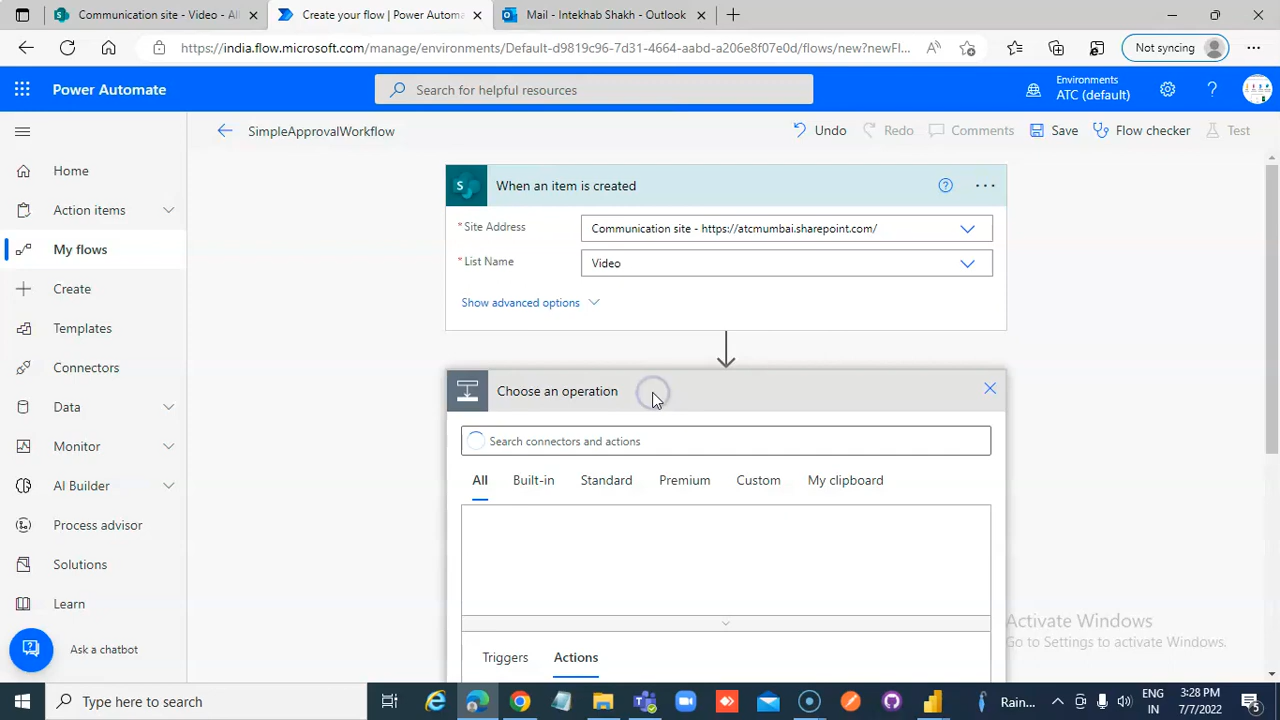 Communication site - Video - All
Create your flow | Power Automa
Mail - Intekhab Shakh - Outlook
https://india.flow.microsoft.com/manage/environments/default-d9819c96-7d31-4664-aabd-a206e8f07e0d/flows/new?newFl...
Not syncing
Power Automate
Search for helpful resources
Environments
ATC (default)
SimpleApprovalWorkflow
Undo
Redo
Comments
Save
Flow checker
Test
Home
Action items
My flows
Create
Templates
Connectors
Data
Monitor
AI Builder
Process advisor
Solutions
Learn
Ask a chatbot
When an item is created
* Site Address
Communication site - https://atcmumbai.sharepoint.com/
* List Name
Video
Show advanced options
Choose an operation
Search connectors and actions
All
Built-in
Standard
Premium
Custom
My clipboard
Triggers
Actions
Activate Windows
Go to Settings to activate Windows.
Type here to search
Rain...
ENG
IN
3:28 PM
7/7/2022
5